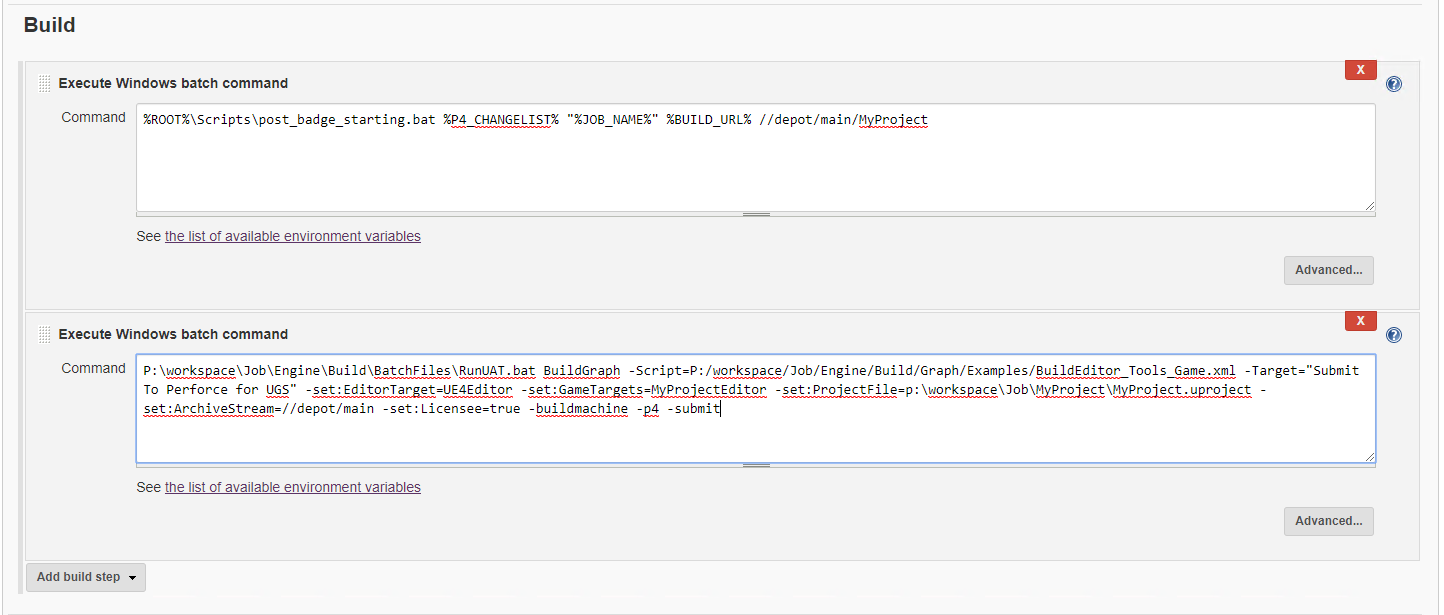 Build
X
Execute Windows batch command
Command
%ROOT%\Scripts\post_badge_starting.bat %P4_CHANGELIST% "%JOB_NAME%" %BUILD_URL% //depot/main/MyProject
See the list of available environment variables
Advanced...
X
Execute Windows batch command
Command
P:\workspace\Job\Engine\Build\BatchFiles\RunUAT.bat BuildGraph -Script=P:/workspace/Job/Engine/Build/Graph/Examples/BuildEditor_Tools_Game.xml -Target="Submit
To Perforce for UGS" -set:EditorTarget=UE4Editor -set:GameTargets=MyProjectEditor -set:ProjectFile=p:\workspace\Job\MyProject\MyProject.uproject -
set:ArchiveStream=//depot/main -set:Licensee=true -buildmachine -p4 -submit
See the list of available environment variables
Advanced...
Add build step